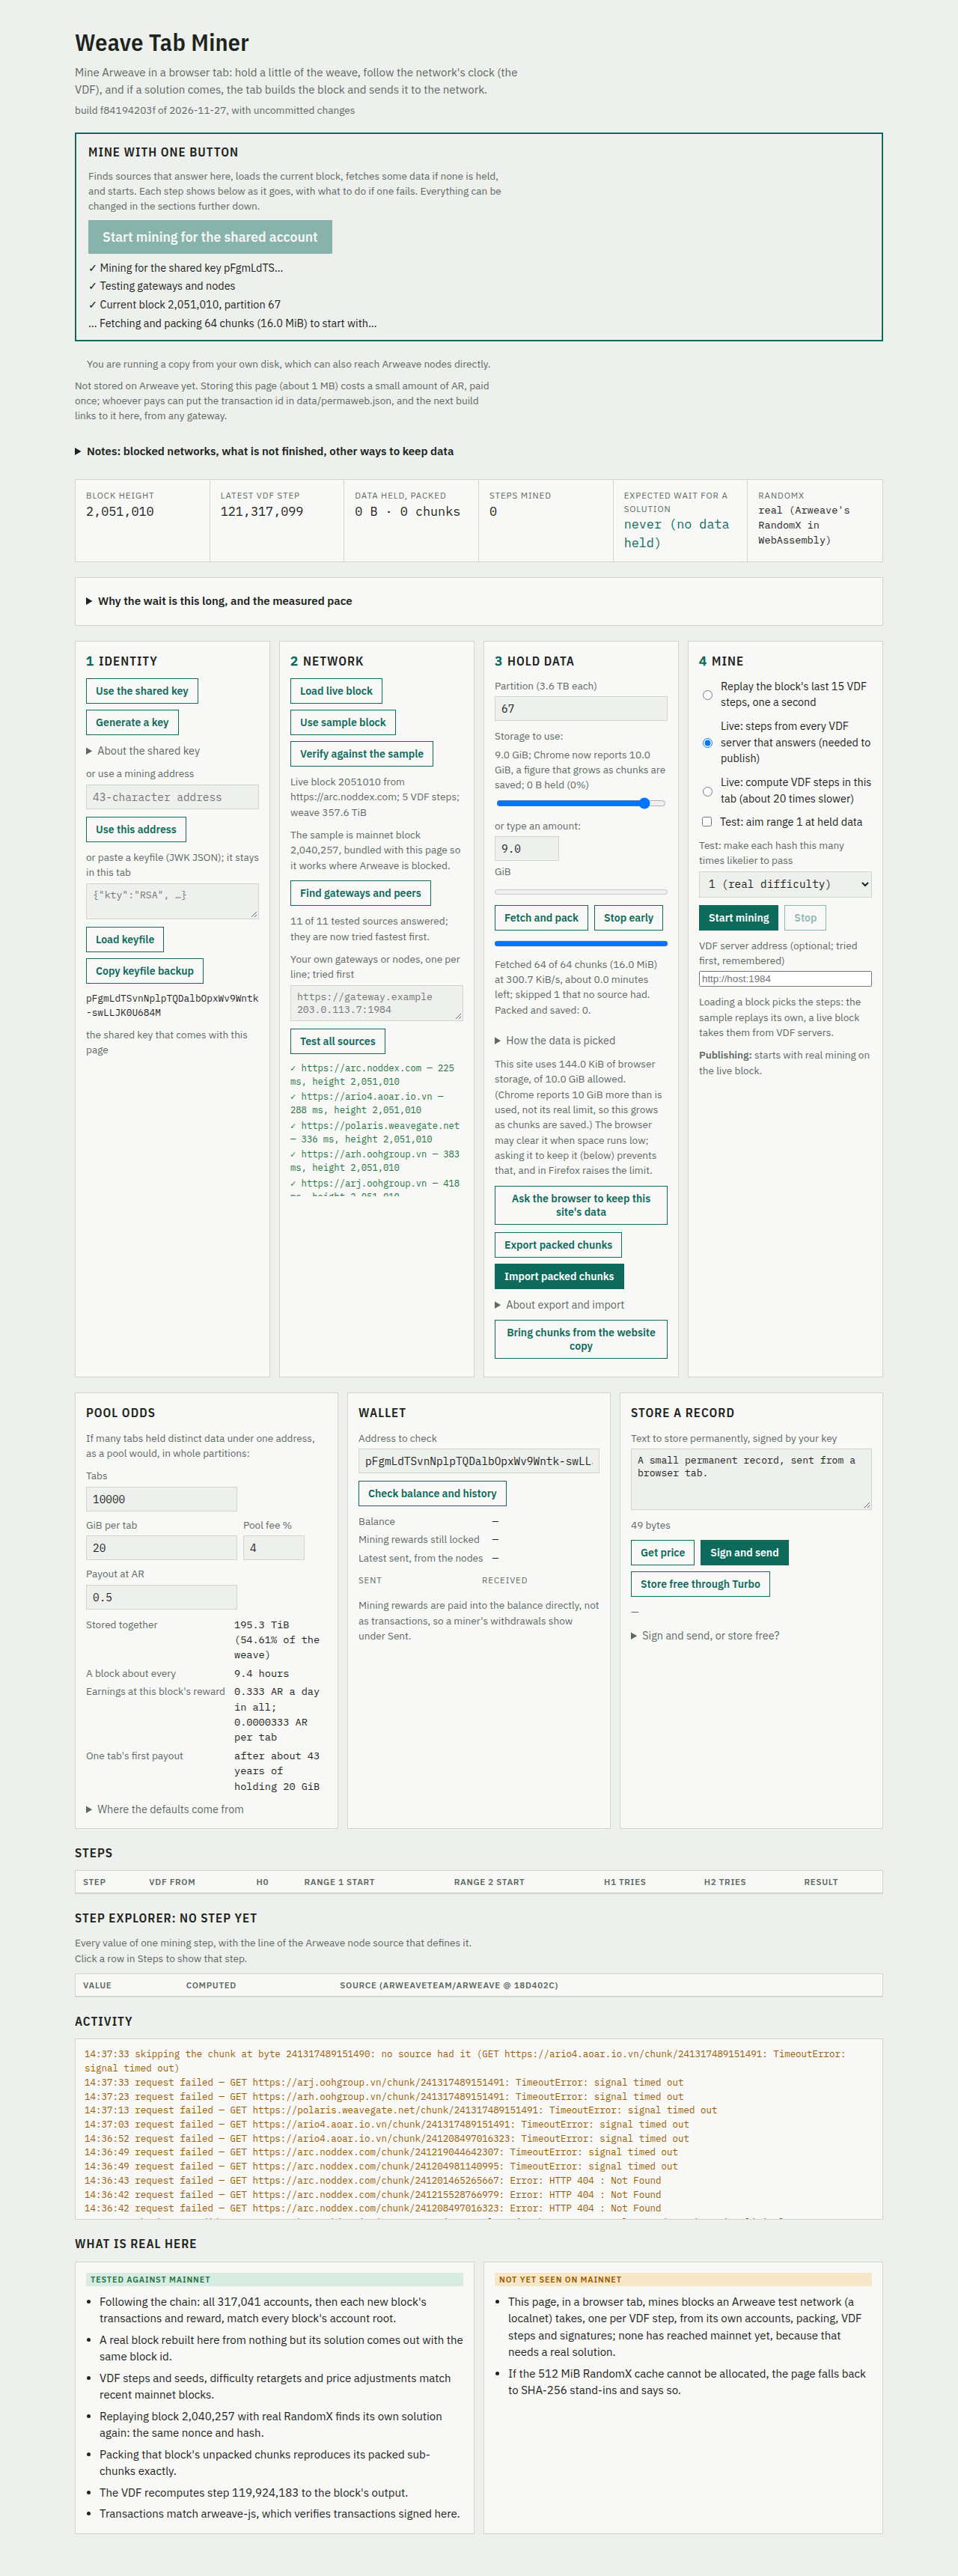 Weave Tab Miner
Mine Arweave in a browser tab: hold a little of the weave, follow the network's clock (the
VDF), and if a solution comes, the tab builds the block and sends it to the network.
build f84194203f of 2026-11-27, with uncommitted changes
MINE WITH ONE BUTTON
Finds sources that answer here, loads the current block, fetches some data if none is held,
and starts. Each step shows below as it goes, with what to do if one fails. Everything can be
changed in the sections further down.
Start mining for the shared account
✓ Mining for the shared key pFgmLdTS…
✓ Testing gateways and nodes
✓ Current block 2,051,010, partition 67
… Fetching and packing 64 chunks (16.0 MiB) to start with…
You are running a copy from your own disk, which can also reach Arweave nodes directly.
Not stored on Arweave yet. Storing this page (about 1 MB) costs a small amount of AR, paid
once; whoever pays can put the transaction id in data/permaweb.json, and the next build
links to it here, from any gateway.
▶ Notes: blocked networks, what is not finished, other ways to keep data
BLOCK HEIGHT
2,051,010
LATEST VDF STEP
121,317,099
DATA HELD, PACKED
0 B · 0 chunks
STEPS MINED
0
EXPECTED WAIT FOR A
SOLUTION
never (no data
held)
RANDOMX
real (Arweave's
RandomX in
WebAssembly)
▶ Why the wait is this long, and the measured pace
1 IDENTITY
Use the shared key
Generate a key
▶ About the shared key
or use a mining address
43-character address
Use this address
or paste a keyfile (JWK JSON); it stays
in this tab
{"kty":"RSA", …}
Load keyfile
Copy keyfile backup
pFgmLdTSvnNplpTQDalbOpxWv9Wntk
-swLLJK0U684M
the shared key that comes with this
page
2 NETWORK
Load live block
Use sample block
Verify against the sample
Live block 2051010 from
https://arc.noddex.com; 5 VDF steps;
weave 357.6 TiB
The sample is mainnet block
2,040,257, bundled with this page so
it works where Arweave is blocked.
Find gateways and peers
11 of 11 tested sources answered;
they are now tried fastest first.
Your own gateways or nodes, one per
line; tried first
https://gateway.example
203.0.113.7:1984
Test all sources
✓ https://arc.noddex.com — 225
ms, height 2,051,010
✓ https://ario4.aoar.io.vn —
288 ms, height 2,051,010
✓ https://polaris.weavegate.net
— 336 ms, height 2,051,010
✓ https://arh.oohgroup.vn — 383
ms, height 2,051,010
✓ https://arj.oohgroup.vn — 418
ms, height 2,051,010
3 HOLD DATA
Partition (3.6 TB each)
67
Storage to use:
9.0 GiB; Chrome now reports 10.0
GiB, a figure that grows as chunks are
saved; 0 B held (0%)
or type an amount:
9.0
GiB
Fetch and pack
Stop early
Fetched 64 of 64 chunks (16.0 MiB)
at 300.7 KiB/s, about 0.0 minutes
left; skipped 1 that no source had.
Packed and saved: 0.
▶ How the data is picked
This site uses 144.0 KiB of browser
storage, of 10.0 GiB allowed.
(Chrome reports 10 GiB more than is
used, not its real limit, so this grows
as chunks are saved.) The browser
may clear it when space runs low;
asking it to keep it (below) prevents
that, and in Firefox raises the limit.
Ask the browser to keep this
site's data
Export packed chunks
Import packed chunks
▶ About export and import
Bring chunks from the website
copy
4 MINE
Replay the block's last 15 VDF
steps, one a second
Live: steps from every VDF
server that answers (needed to
publish)
Live: compute VDF steps in this
tab (about 20 times slower)
Test: aim range 1 at held data
Test: make each hash this many
times likelier to pass
1 (real difficulty)
Start mining
Stop
VDF server address (optional; tried
first, remembered)
http://host:1984
Loading a block picks the steps: the
sample replays its own, a live block
takes them from VDF servers.
Publishing: starts with real mining on
the live block.
POOL ODDS
If many tabs held distinct data under one address,
as a pool would, in whole partitions:
Tabs
10000
GiB per tab
Pool fee %
20
4
Payout at AR
0.5
Stored together
195.3 TiB
(54.61% of the
weave)
A block about every
9.4 hours
Earnings at this block's reward
0.333 AR a day
in all;
0.0000333 AR
per tab
One tab's first payout
after about 43
years of
holding 20 GiB
▶ Where the defaults come from
WALLET
Address to check
pFgmLdTSvnNplpTQDalbOpxWv9Wntk-swLL
Check balance and history
Balance —
Mining rewards still locked —
Latest sent, from the nodes —
SENT
RECEIVED
Mining rewards are paid into the balance directly, not
as transactions, so a miner's withdrawals show
under Sent.
STORE A RECORD
Text to store permanently, signed by your key
A small permanent record, sent from a
browser tab.
49 bytes
Get price
Sign and send
Store free through Turbo
—
▶ Sign and send, or store free?
STEPS
STEP VDF FROM H0 RANGE 1 START RANGE 2 START H1 TRIES H2 TRIES RESULT
STEP EXPLORER: NO STEP YET
Every value of one mining step, with the line of the Arweave node source that defines it.
Click a row in Steps to show that step.
VALUE COMPUTED SOURCE (ARWEAVETEAM/ARWEAVE @ 18D402C)
ACTIVITY
14:37:33 skipping the chunk at byte 241317489151490: no source had it (GET https://ario4.aoar.io.vn/chunk/241317489151491: TimeoutError:
signal timed out)
14:37:33 request failed — GET https://arj.oohgroup.vn/chunk/241317489151491: TimeoutError: signal timed out
14:37:23 request failed — GET https://arh.oohgroup.vn/chunk/241317489151491: TimeoutError: signal timed out
14:37:13 request failed — GET https://polaris.weavegate.net/chunk/241317489151491: TimeoutError: signal timed out
14:37:03 request failed — GET https://ario4.aoar.io.vn/chunk/241317489151491: TimeoutError: signal timed out
14:36:52 request failed — GET https://ario4.aoar.io.vn/chunk/241208497016323: TimeoutError: signal timed out
14:36:49 request failed — GET https://arc.noddex.com/chunk/241219044642307: TimeoutError: signal timed out
14:36:49 request failed — GET https://arc.noddex.com/chunk/241204981140995: TimeoutError: signal timed out
14:36:43 request failed — GET https://arc.noddex.com/chunk/241201465265667: Error: HTTP 404 : Not Found
14:36:42 request failed — GET https://arc.noddex.com/chunk/241215528766979: Error: HTTP 404 : Not Found
14:36:42 request failed — GET https://arc.noddex.com/chunk/241208497016323: Error: HTTP 404 : Not Found
WHAT IS REAL HERE
TESTED AGAINST MAINNET
• Following the chain: all 317,041 accounts, then each new block's
transactions and reward, match every block's account root.
• A real block rebuilt here from nothing but its solution comes out with the
same block id.
• VDF steps and seeds, difficulty retargets and price adjustments match
recent mainnet blocks.
• Replaying block 2,040,257 with real RandomX finds its own solution
again: the same nonce and hash.
• Packing that block's unpacked chunks reproduces its packed sub-
chunks exactly.
• The VDF recomputes step 119,924,183 to the block's output.
• Transactions match arweave-js, which verifies transactions signed here.
NOT YET SEEN ON MAINNET
• This page, in a browser tab, mines blocks an Arweave test network (a
localnet) takes, one per VDF step, from its own accounts, packing, VDF
steps and signatures; none has reached mainnet yet, because that
needs a real solution.
• If the 512 MiB RandomX cache cannot be allocated, the page falls back
to SHA-256 stand-ins and says so.